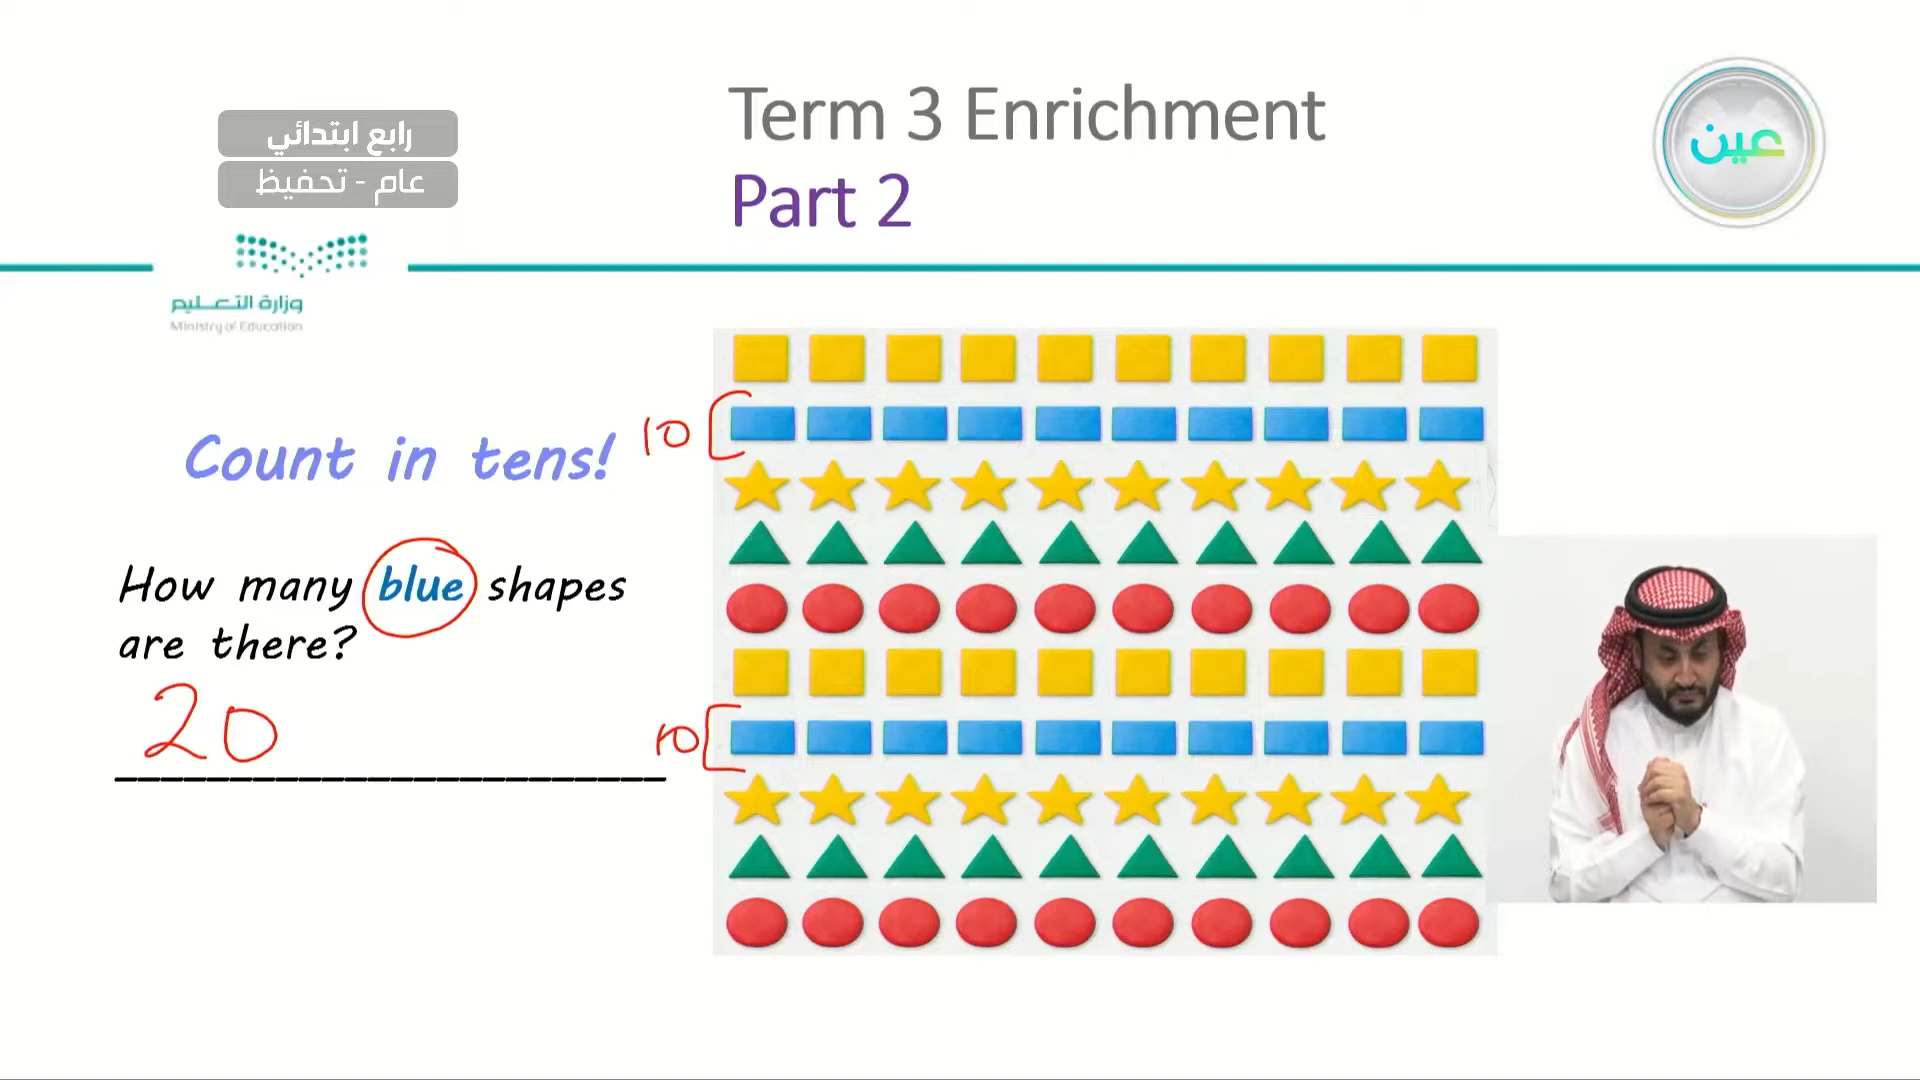 رابع ابتدائي
عام - تحفيظ
وزارة التعليم
Ministry of Education
Term 3 Enrichment
Part 2
عين
Count in tens!
How many blue shapes
are there?
20
10
10